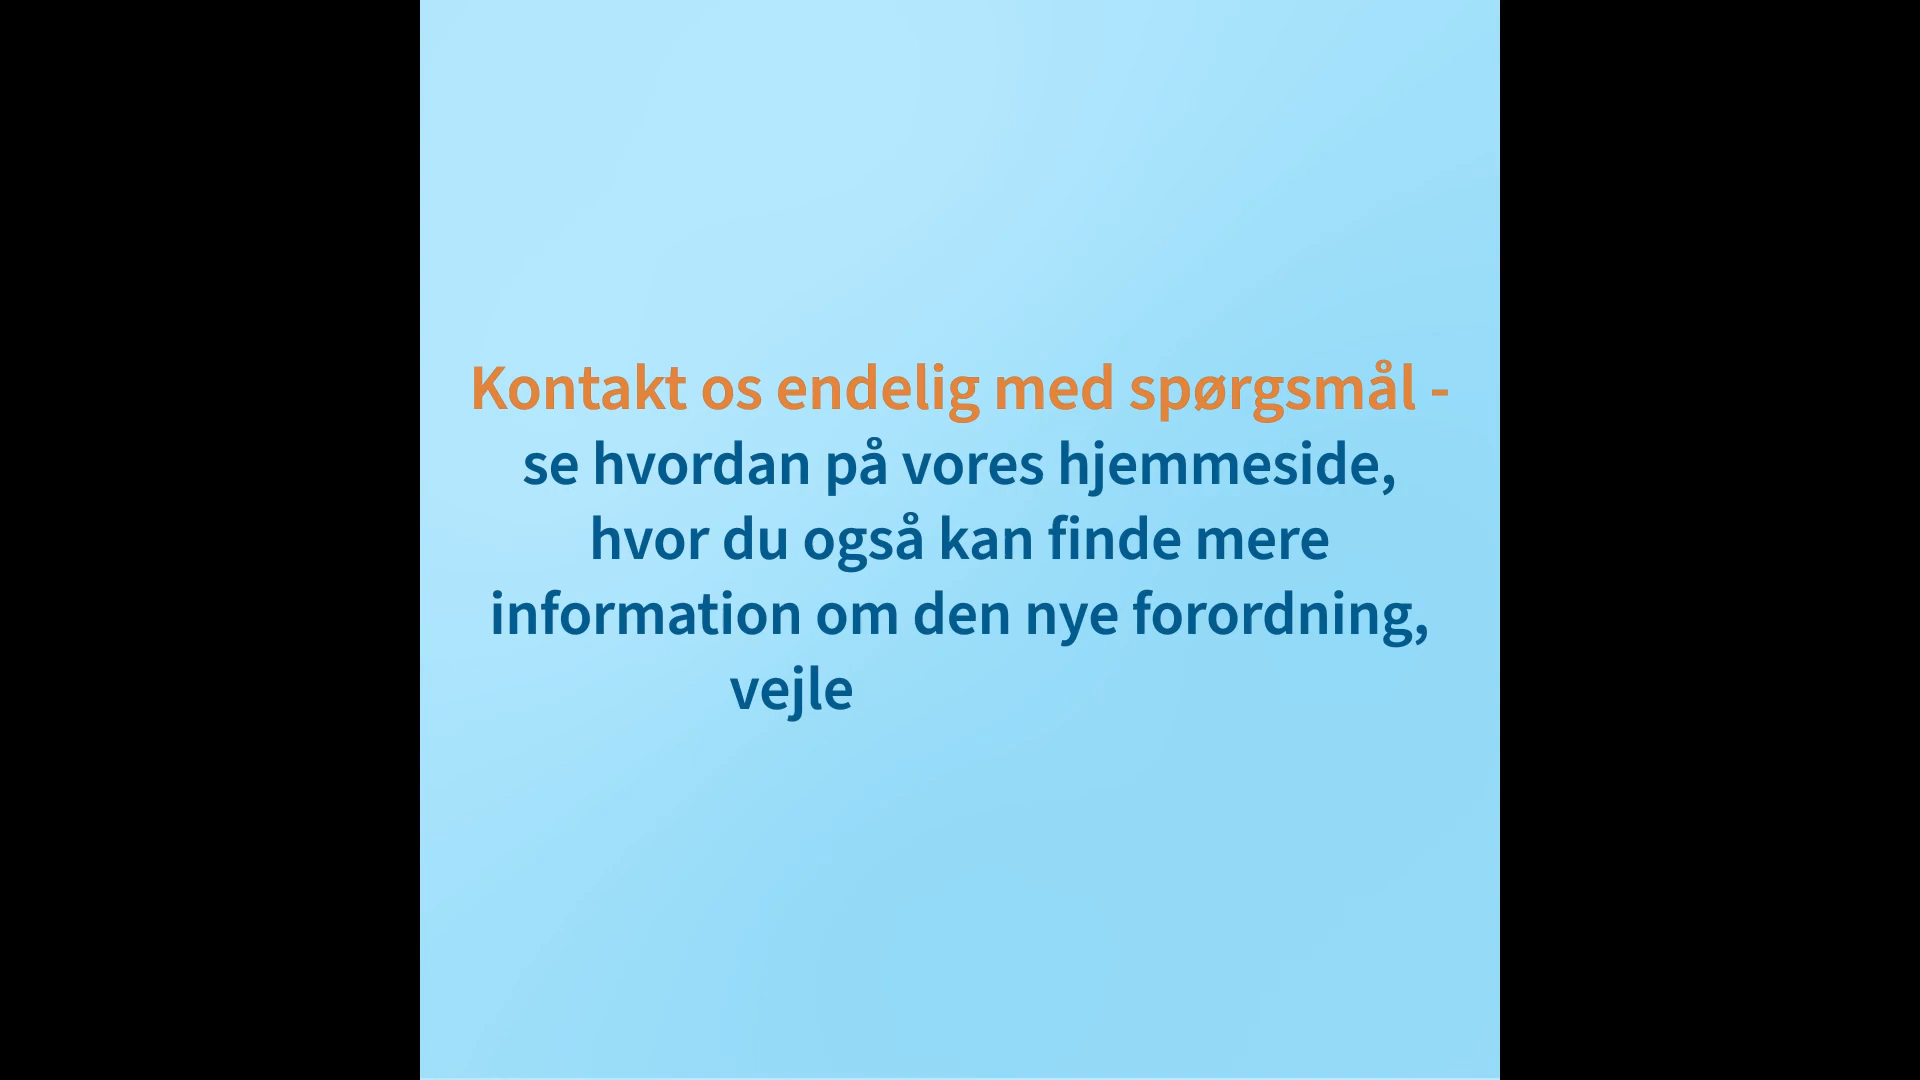 Kontakt os endelig med spørgsmål -
se hvordan på vores hjemmeside,
hvor du også kan finde mere
information om den nye forordning,
vejle